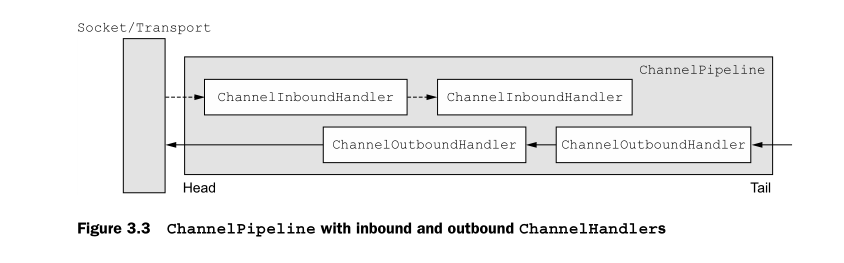 Socket/Transport
ChannelPipeline
ChannelInboundHandler
ChannelInboundHandler
ChannelOutboundHandler
ChannelOutboundHandler
Head
Tail
Figure 3.3 ChannelPipeline with inbound and outbound ChannelHandlers